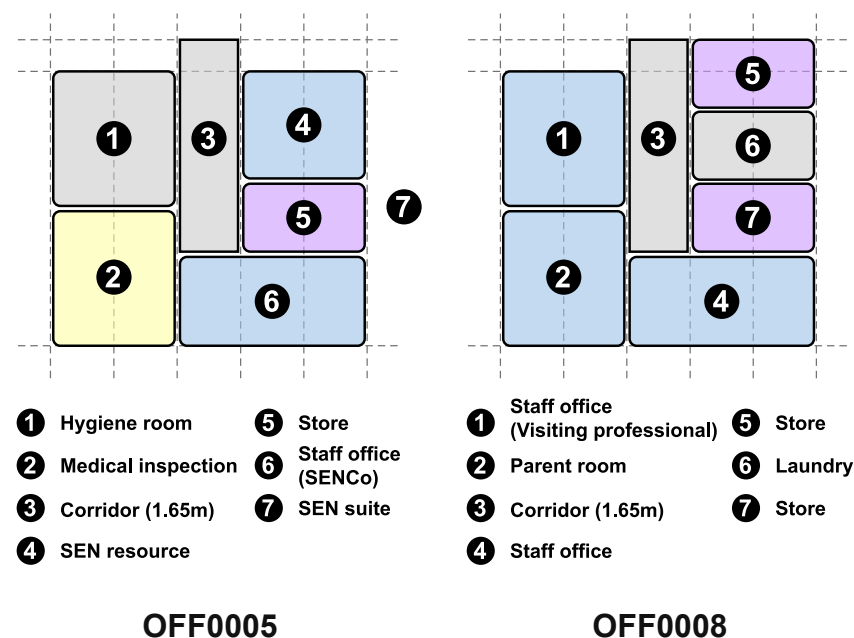 1
2
3
4
5
6
7
1 Hygiene room
2 Medical inspection
3 Corridor (1.65m)
4 SEN resource
5 Store
6 Staff office
(SENCo)
7 SEN suite
OFF0005
1
2
3
5
6
7
4
1 Staff office
(Visiting professional)
2 Parent room
3 Corridor (1.65m)
4 Staff office
5 Store
6 Laundry
7 Store
OFF0008